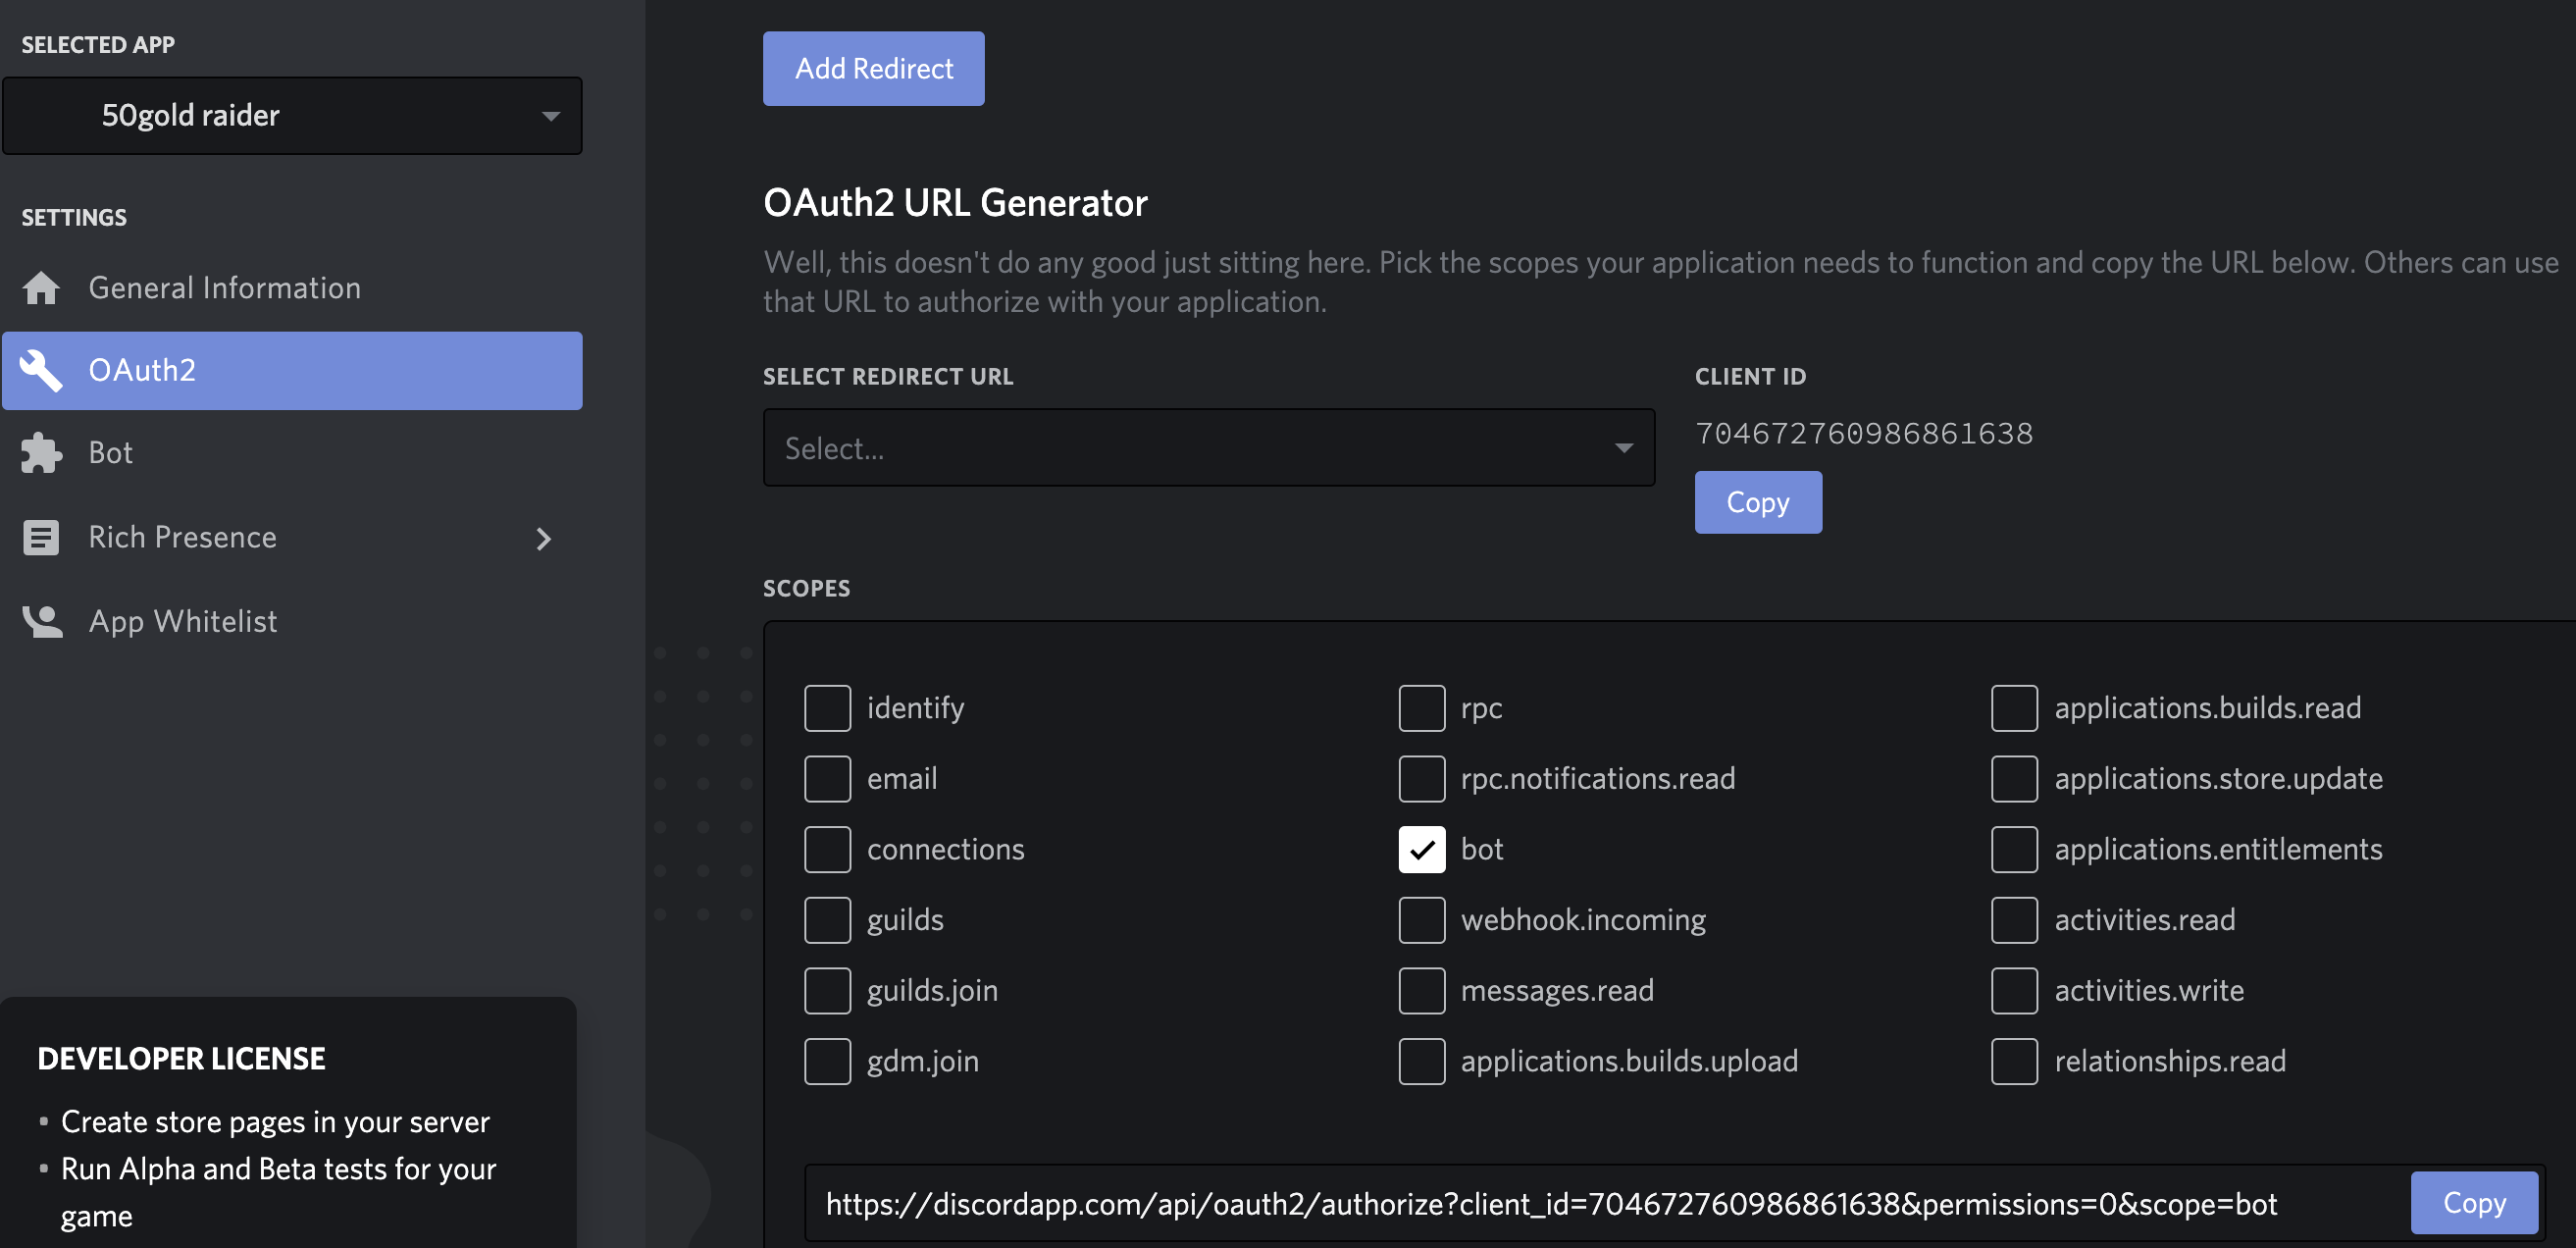 SELECTED APP
50gold raider
SETTINGS
General Information
OAuth2
Bot
Rich Presence
App Whitelist
DEVELOPER LICENSE
Create store pages in your server
Run Alpha and Beta tests for your
game
Add Redirect
OAuth2 URL Generator
Well, this doesn't do any good just sitting here. Pick the scopes your application needs to function and copy the URL below. Others can use
that URL to authorize with your application.
SELECT REDIRECT URL
Select...
CLIENT ID
704672760986861638
Copy
SCOPES
identify
email
connections
guilds
guilds.join
gdm.join
rpc
rpc.notifications.read
bot
webhook.incoming
messages.read
applications.builds.upload
applications.builds.read
applications.store.update
applications.entitlements
activities.read
activities.write
relationships.read
https://discordapp.com/api/oauth2/authorize?client_id=704672760986861638&permissions=0&scope=bot
Copy